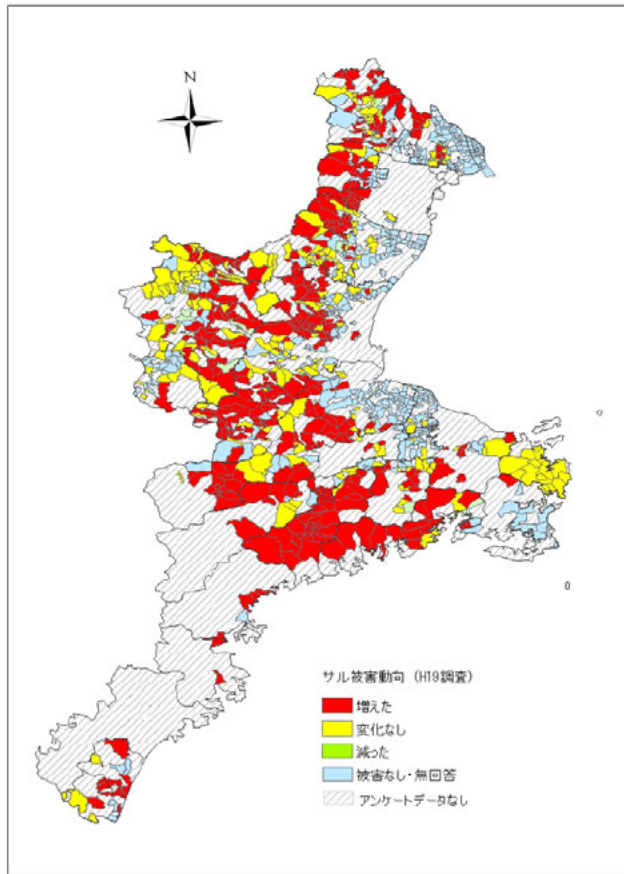 N
0
サル被害動向 (H19調査)
増えた
変化なし
減った
被害なし・無回答
アンケートデータなし